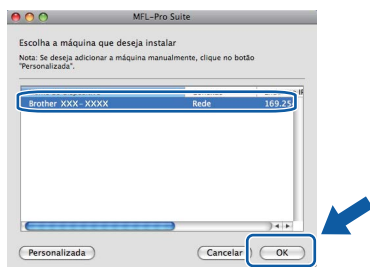 MFL-Pro Suite
Escolha a máquina que deseja instalar
Nota: Se deseja adicionar a máquina manualmente, clique no botão
"Personalizada".
Brother XXX-XXXX Rede 169.25
Personalizada Cancelar OK